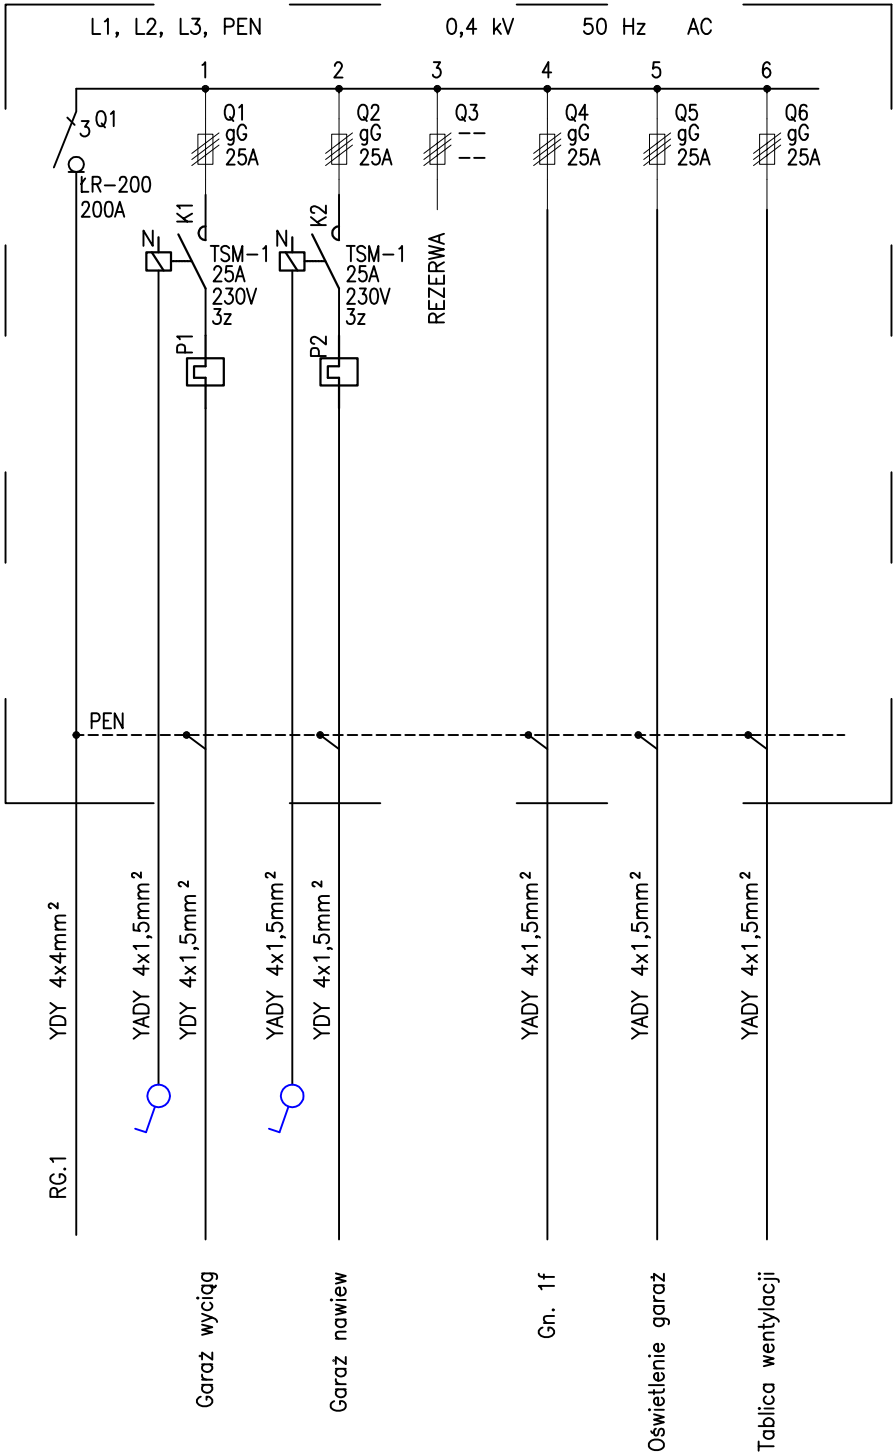 L1, L2, L3, PEN 0,4 kV 50 Hz AC
1 2 3 4 5 6
3 Q1
ŁR-200
200A
Q1
gG
25A
Q2
gG
25A
Q3
--
--
Q4
gG
25A
Q5
gG
25A
Q6
gG
25A
N
K1
TSM-1
25A
230V
3z
P1
N
K2
TSM-1
25A
230V
3z
P2
REZERWA
PEN
YDY 4x4mm²
YADY 4x1,5mm²
YDY 4x1,5mm²
YADY 4x1,5mm²
YDY 4x1,5mm²
YADY 4x1,5mm²
YADY 4x1,5mm²
YADY 4x1,5mm²
RG.1
Garaż wyciąg
Garaż nawiew
Gn. 1f
Oświetlenie garaż
Tablica wentylacji